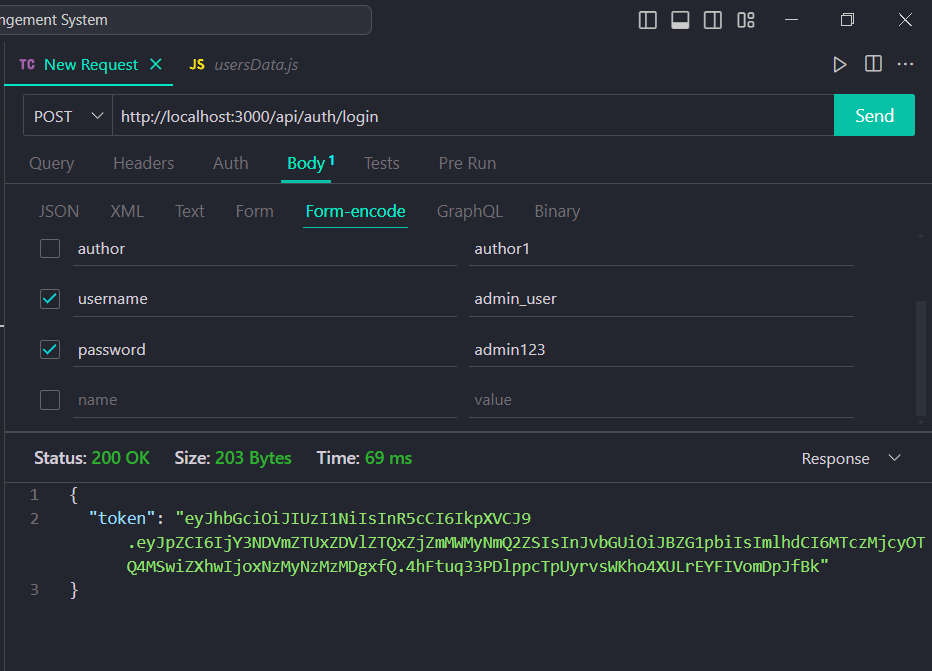 ngement System
TC New Request JS usersData.js
POST http://localhost:3000/api/auth/login Send
Query Headers Auth Body 1 Tests Pre Run
JSON XML Text Form Form-encode GraphQL Binary
author author1
username admin_user
password admin123
name value
Status: 200 OK Size: 203 Bytes Time: 69 ms Response
1 {
2 "token": "eyJhbGciOiJIUzI1NiIsInR5cCI6IkpXVCJ9
.eyJpZCI6IjY3NDVmZTUxZDVlZTQxZjZmMWMyNmQ2ZSIsInJvbGUiOiJBZG1pbiIsImlhdCI6MTczMjcyOT
Q4MSwiZXhwIjoxNzMyNzMzMDgxfQ.4hFtuq33PDlppcTpUyrvsWKho4XULrEYFIVomDpJfBk"
3 }